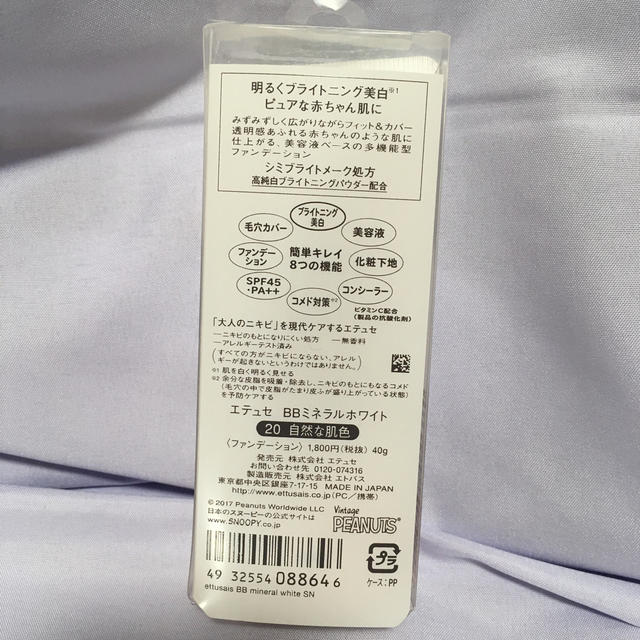 明るくブライトニング美白※1
ピュアな赤ちゃん肌に
みずみずしく広がりながらフィット&カバー
透明感あふれる赤ちゃんのような肌に
仕上がる、美容液ベースの多機能型
ファンデーション
シミブライトメーク処方
高純白ブライトニングパウダー配合
ブライトニング
美白
毛穴カバー
美容液
ファンデー
ション
簡単キレイ
8つの機能
化粧下地
SPF45
・PA++
コメド対策※2
コンシーラー
ビタミンC配合
(製品の抗酸化剤)
「大人のニキビ」を現代ケアするエテュセ
—ニキビのもとになりにくい処方 —無香料
—アレルギーテスト済み
(すべての方がニキビにならない、アレル
ギーが起きないというわけではありません。)
※1 肌を白く明るく見せる
※2 余分な皮脂を吸着・除去し、ニキビのもとにもなるコメド
(毛穴の中で皮脂がたまり皮ふが盛り上がっている状態)
を予防ケアする
エテュセ BBミネラルホワイト
20 自然な肌色
〈ファンデーション〉1,800円(税抜) 40g
発売元 株式会社 エテュセ
お問い合わせ先 0120-074316
製造販売元 株式会社 エトバス
東京都中央区銀座7-17-15 MADE IN JAPAN
http://www.ettusais.co.jp(PC/携帯)
©2017 Peanuts Worldwide LLC
日本のスヌーピーの公式サイトは
www.SNOOPY.co.jp
Vintage
PEANUTS®
プラ
ケース:PP
49 32554 088646
ettusais BB mineral white SN